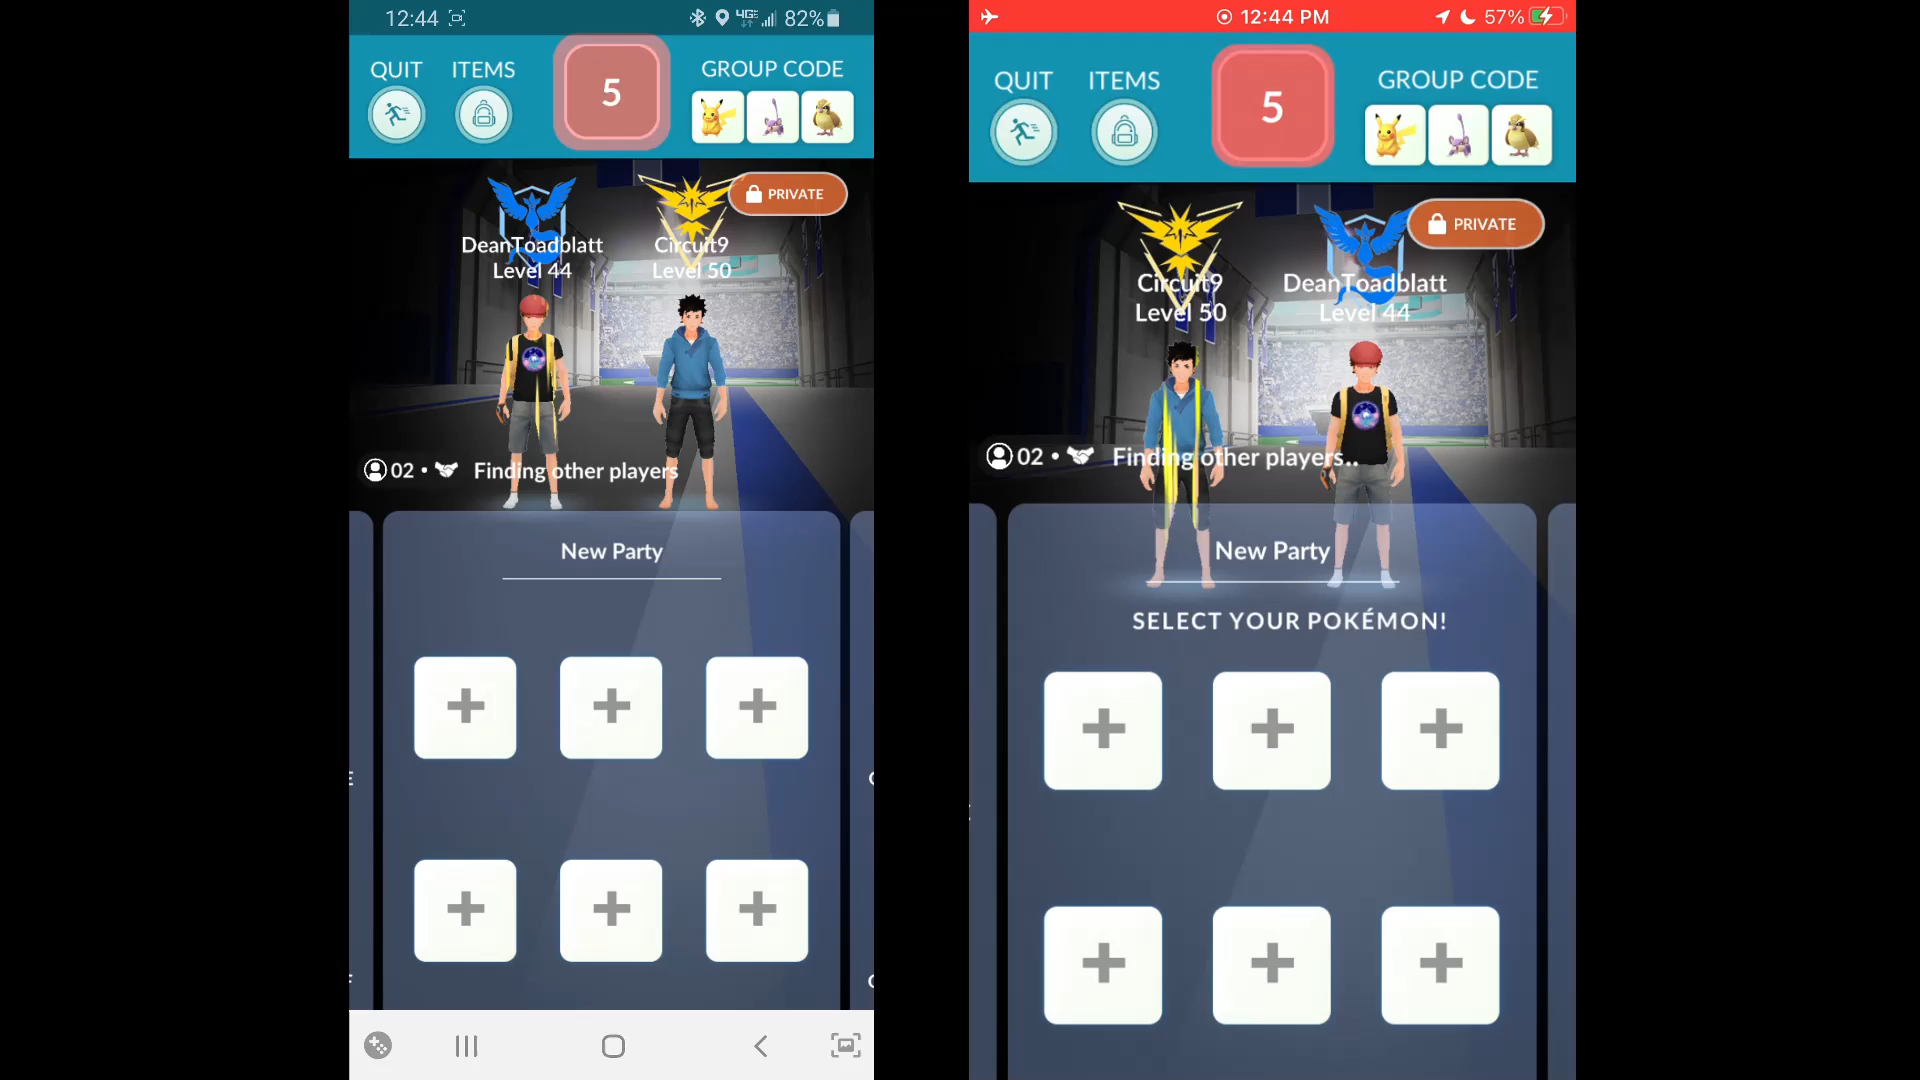 12:44
4GE
82%
QUIT
ITEMS
5
GROUP CODE
PRIVATE
DeanToadblatt
Level 44
Circuit9
Level 50
02 • Finding other players
New Party
E
C
F
C
12:44 PM
57%
QUIT
ITEMS
5
GROUP CODE
PRIVATE
Circuit9
Level 50
DeanToadblatt
Level 44
02 • Finding other players..
New Party
SELECT YOUR POKÉMON!